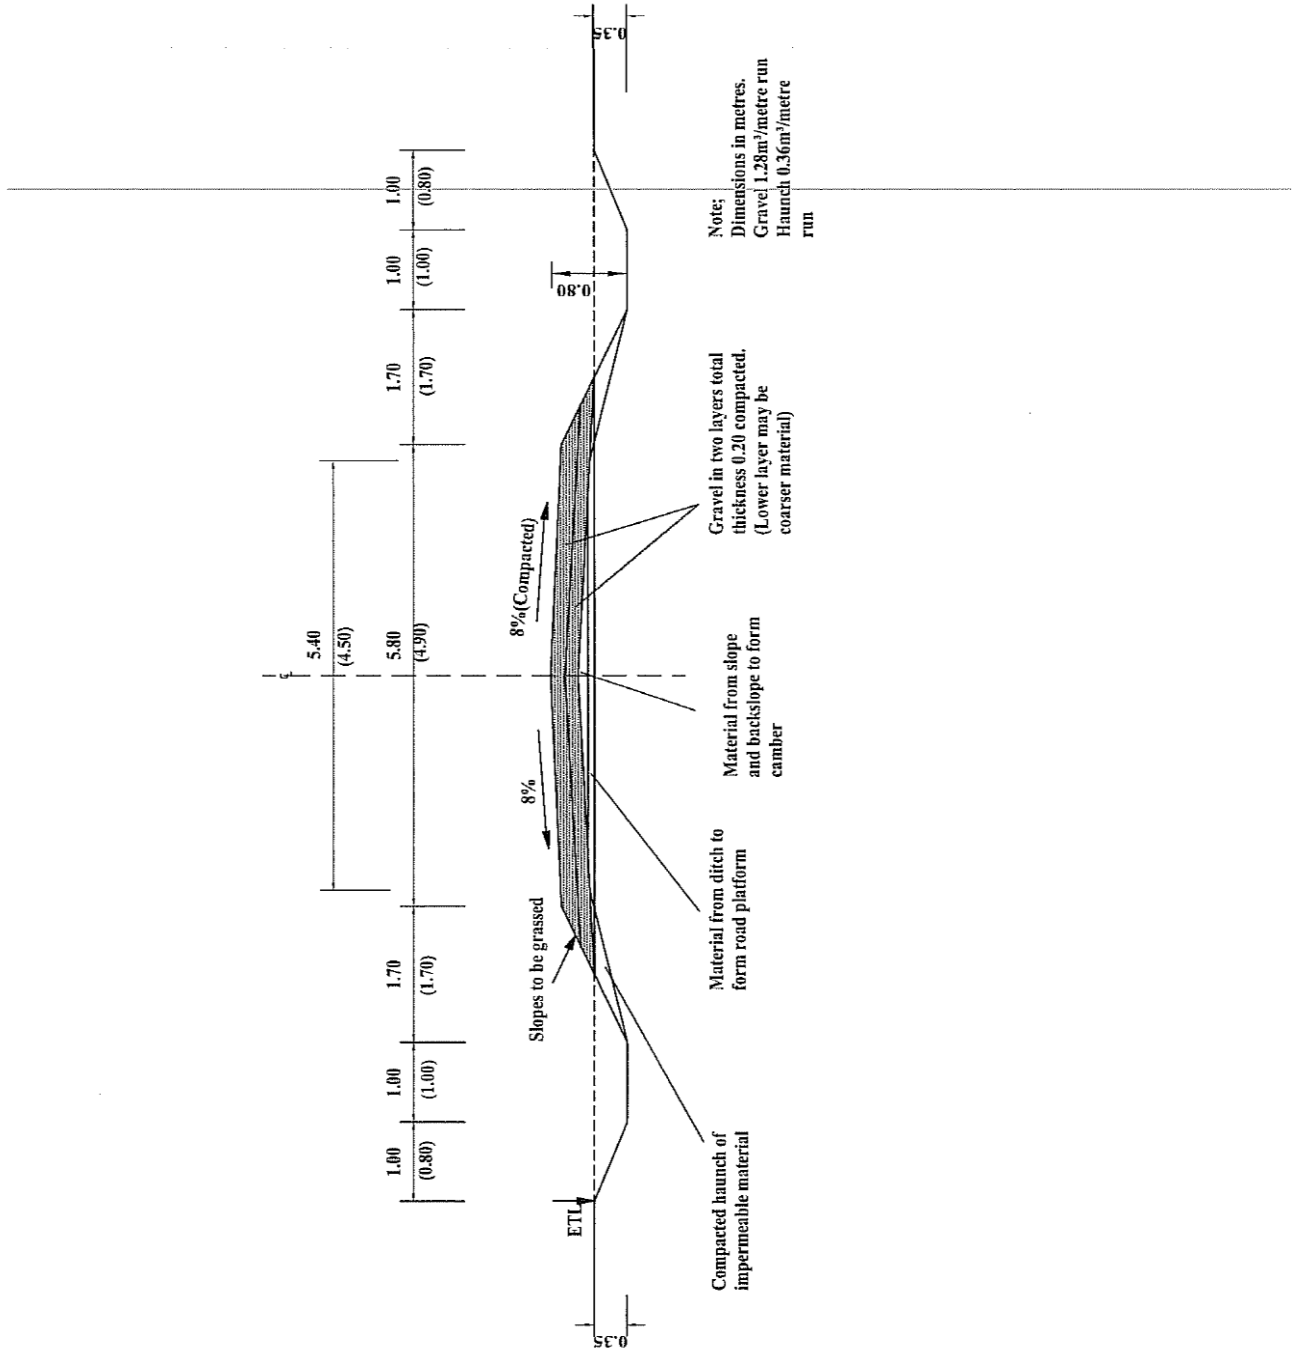 5.40
(4.50)
1.00
(0.80)
1.00
(1.00)
1.70
(1.70)
5.80
(4.90)
1.70
(1.70)
1.00
(1.00)
1.00
(0.80)
℄
8%
8%(Compacted)
Slopes to be grassed
ETL
0.80
0.35
0.35
Compacted haunch of
impermeable material
Material from ditch to
form road platform
Material from slope
and backslope to form
camber
Gravel in two layers total
thickness 0.20 compacted.
(Lower layer may be
coarser material)
Note;
Dimensions in metres.
Gravel 1.28m³/metre run
Haunch 0.36m³/metre
run